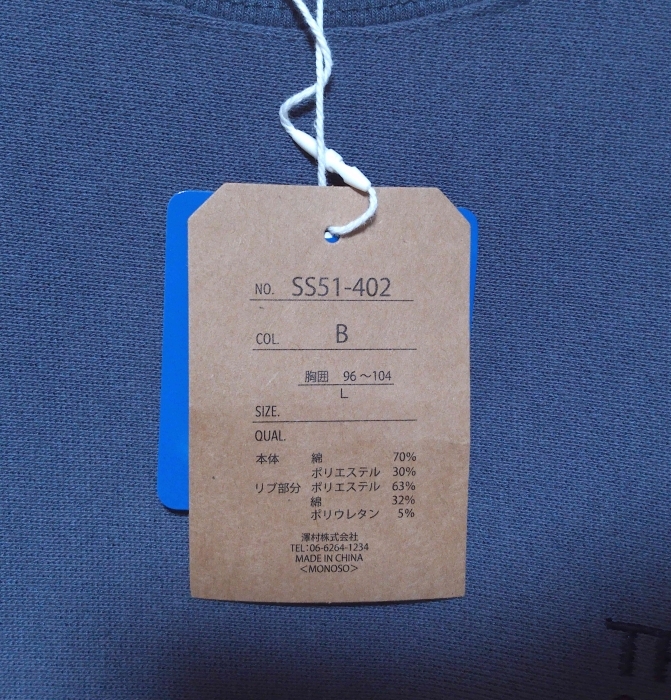 NO. SS51-402
COL. B
胸囲 96～104
L
SIZE.
QUAL.
本体 綿 70%
ポリエステル 30%
リブ部分 ポリエステル 63%
綿 32%
ポリウレタン 5%
澤村株式会社
TEL:06-6264-1234
MADE IN CHINA
<MONOSO>